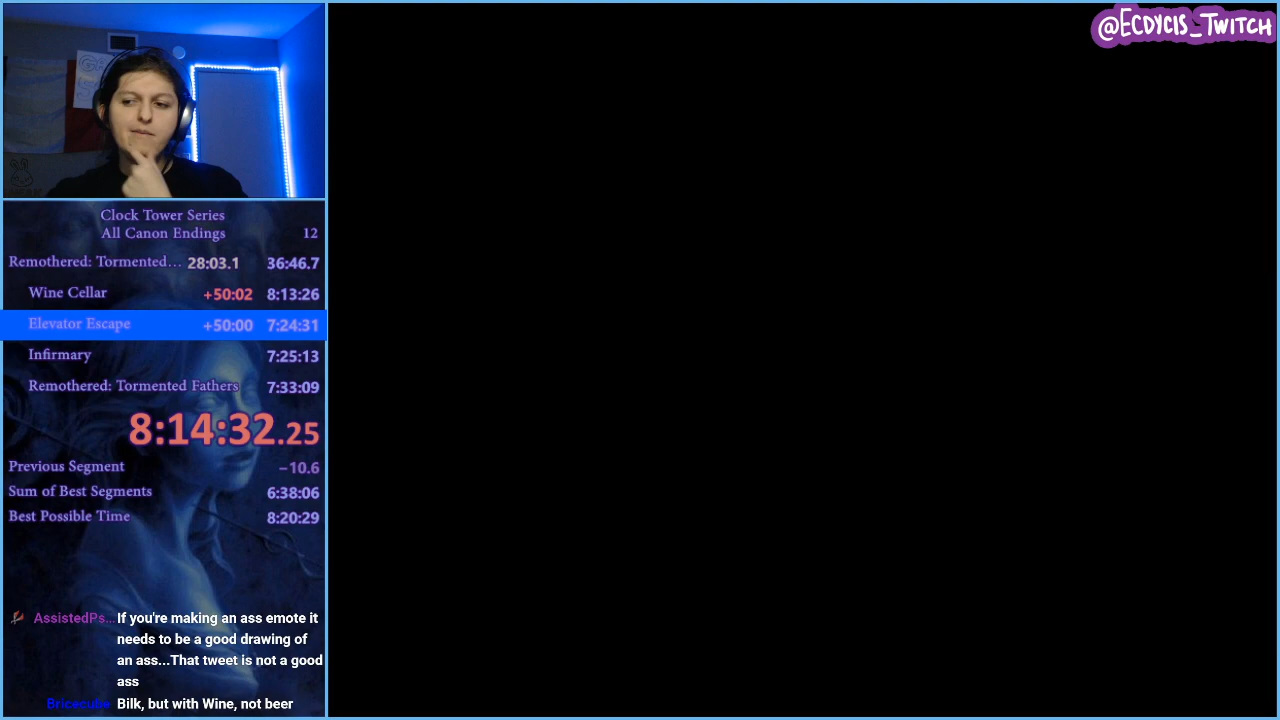 @ECDYCIS_TWITCH
Clock Tower Series
All Canon Endings 12
Remothered: Tormented... 28:03.1 36:46.7
Wine Cellar +50:02 8:13:26
Elevator Escape +50:00 7:24:31
Infirmary 7:25:13
Remothered: Tormented Fathers 7:33:09
8:14:32.25
Previous Segment −10.6
Sum of Best Segments 6:38:06
Best Possible Time 8:20:29
AssistedPs... If you're making an ass emote it
needs to be a good drawing of
an ass...That tweet is not a good
ass
Bricecube Bilk, but with Wine, not beer